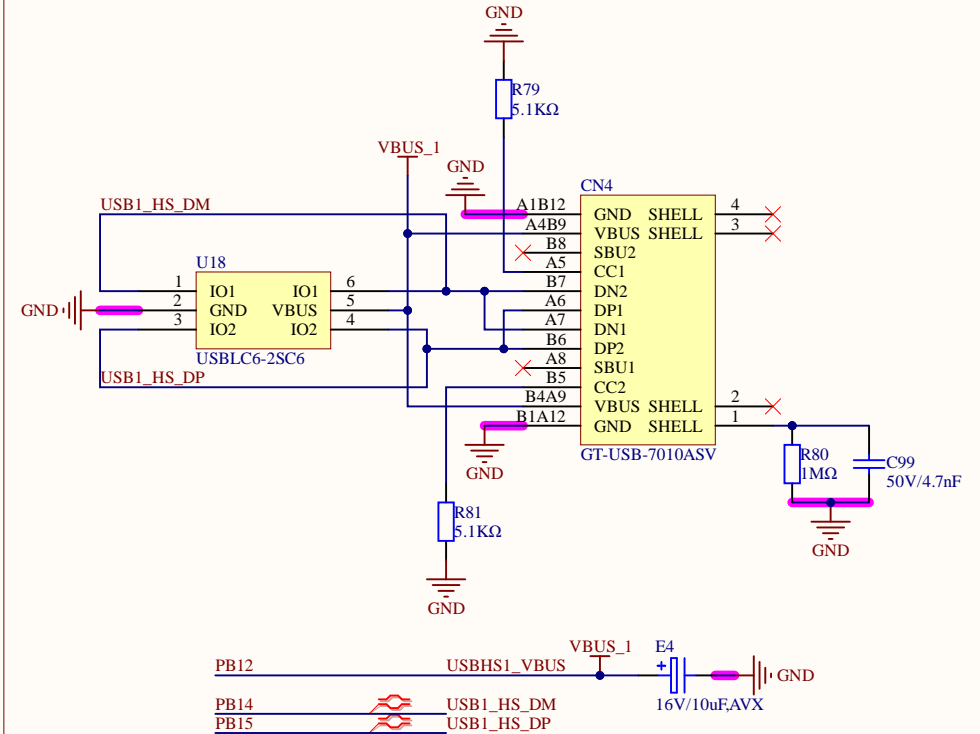 GND
R79
5.1KΩ
VBUS_1
GND
CN4
USB1_HS_DM
A1B12 GND SHELL 4
A4B9 VBUS SHELL 3
B8 SBU2
A5 CC1
U18
1 IO1 IO1 6
B7 DN2
GND 2 GND VBUS 5
A6 DP1
3 IO2 IO2 4
A7 DN1
B6 DP2
USBLC6-2SC6
A8 SBU1
USB1_HS_DP
B5 CC2
B4A9 VBUS SHELL 2
B1A12 GND SHELL 1
GT-USB-7010ASV
GND
R80
1MΩ
C99
50V/4.7nF
GND
R81
5.1KΩ
GND
VBUS_1
E4
PB12 USBHS1_VBUS
+
GND
16V/10uF,AVX
PB14 USB1_HS_DM
PB15 USB1_HS_DP